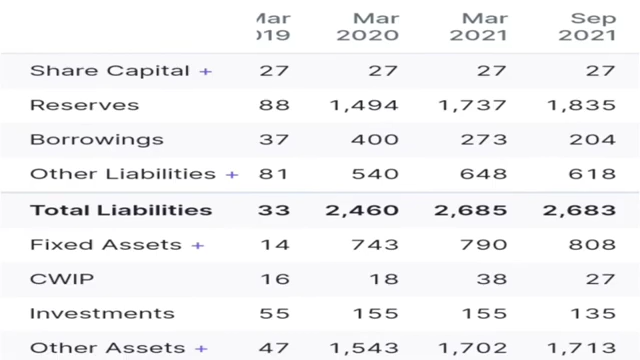 Mar Mar Mar Sep
2019 2020 2021 2021
Share Capital + 27 27 27 27
Reserves 88 1,494 1,737 1,835
Borrowings 37 400 273 204
Other Liabilities + 81 540 648 618
Total Liabilities 33 2,460 2,685 2,683
Fixed Assets + 14 743 790 808
CWIP 16 18 38 27
Investments 55 155 155 135
Other Assets + 47 1,543 1,702 1,713